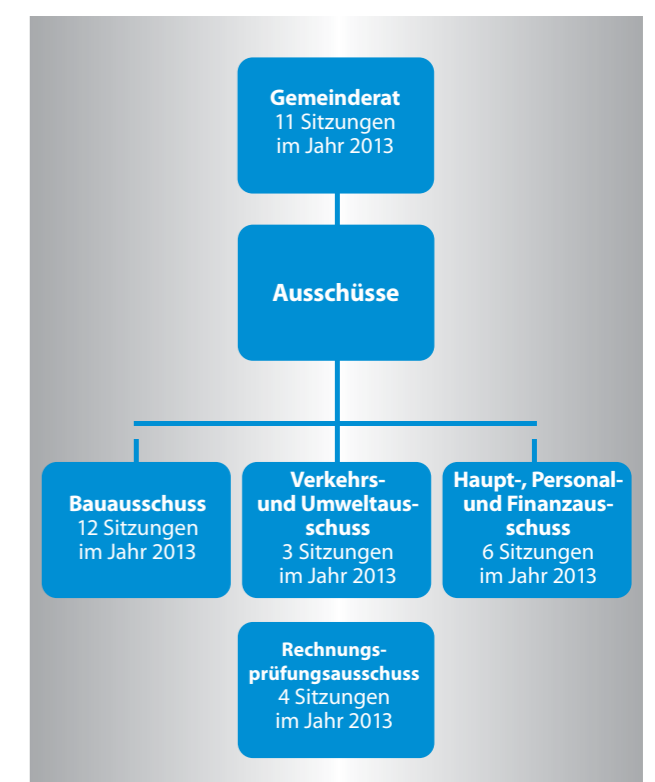 Gemeinderat
11 Sitzungen
im Jahr 2013
Ausschüsse
Bauausschuss
12 Sitzungen
im Jahr 2013
Verkehrs-
und Umweltaus-
schuss
3 Sitzungen
im Jahr 2013
Haupt-, Personal-
und Finanzaus-
schuss
6 Sitzungen
im Jahr 2013
Rechnungs-
prüfungsausschuss
4 Sitzungen
im Jahr 2013